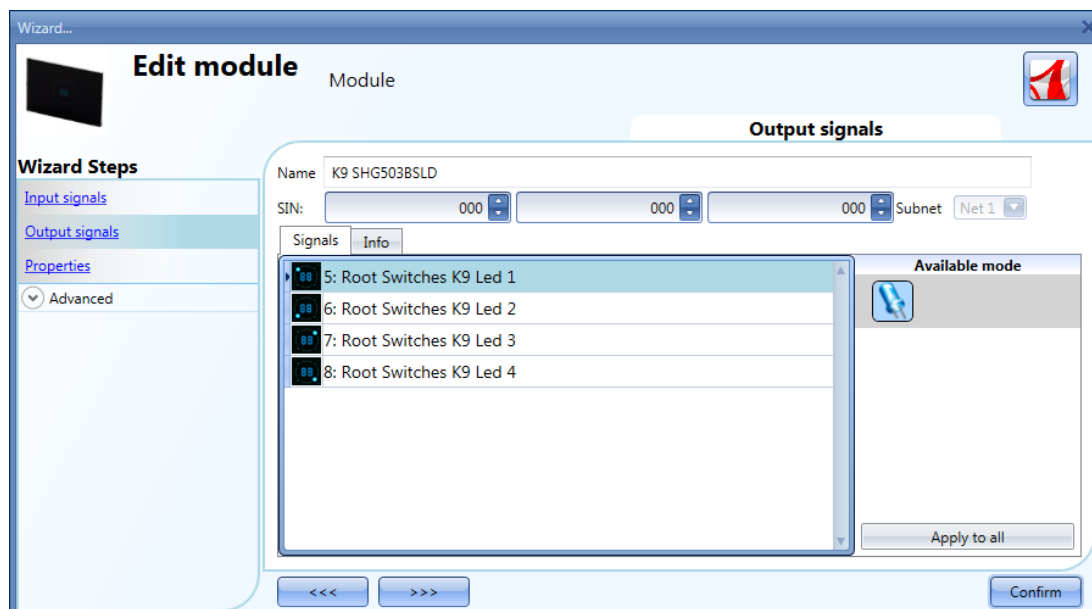 Wizard...
Edit module
Module
Output signals
Wizard Steps
Input signals
Output signals
Properties
Advanced
Name K9 SHG503BSLD
SIN: 000 000 000 Subnet Net 1
Signals Info
5: Root Switches K9 Led 1
6: Root Switches K9 Led 2
7: Root Switches K9 Led 3
8: Root Switches K9 Led 4
Available mode
Apply to all
<<< >>> Confirm